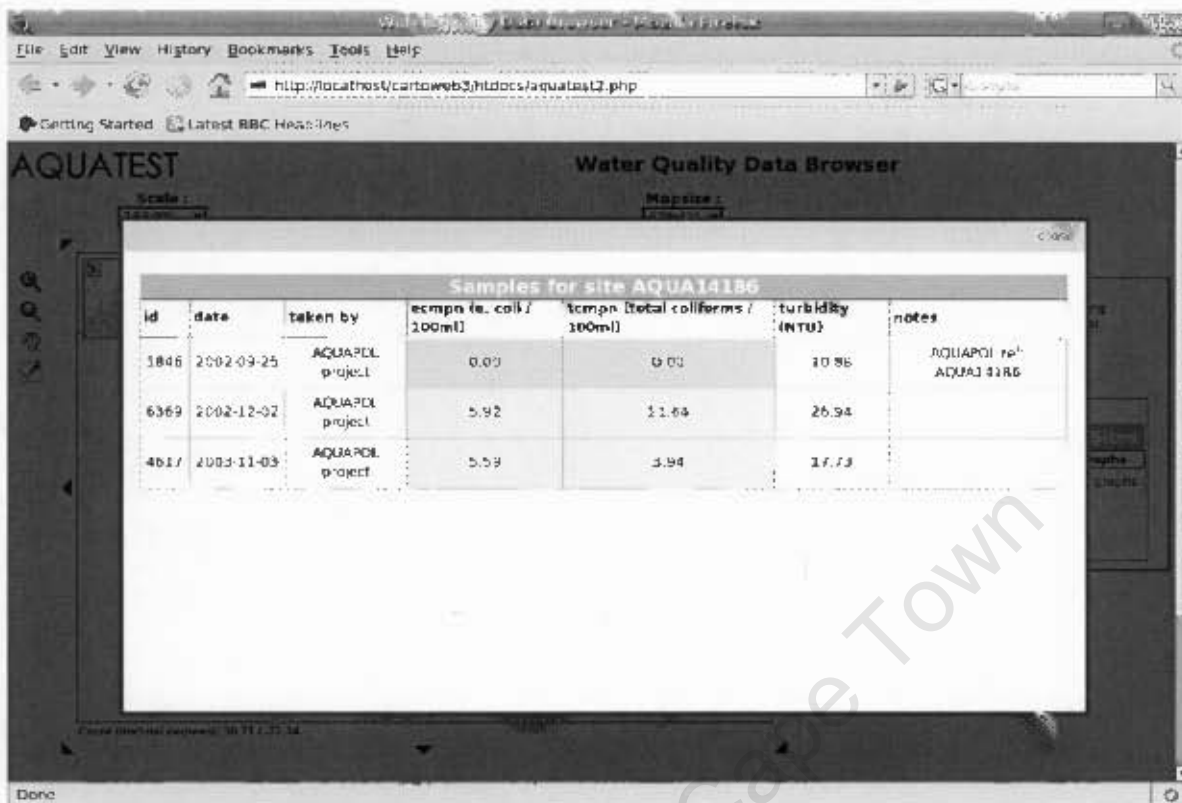 File Edit View History Bookmarks Tools Help
http://localhost/cartoweb3/htdocs/aquatest2.php
Getting Started Latest BBC Headlines
AQUATEST Water Quality Data Browser
Scale : Mapsize :
close
Samples for site AQUA14186
id date taken by ecmpn [e. coli / 100ml] tcmpn [total coliforms / 100ml] turbidity (NTU) notes
1846 2002-09-25 AQUAPOL project 0.00 0.00 10.86 AQUAPOL ref: AQUA14186
6369 2002-12-02 AQUAPOL project 5.92 11.64 26.94
4617 2003-11-03 AQUAPOL project 5.59 3.94 17.73
Cape Town
Done